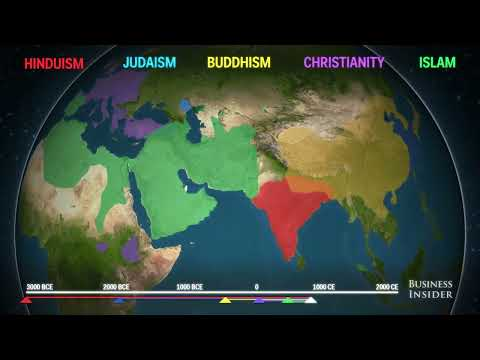 HINDUISM JUDAISM BUDDHISM CHRISTIANITY ISLAM
3000 BCE 2000 BCE 1000 BCE 0 1000 CE 2000 CE
BUSINESS
INSIDER